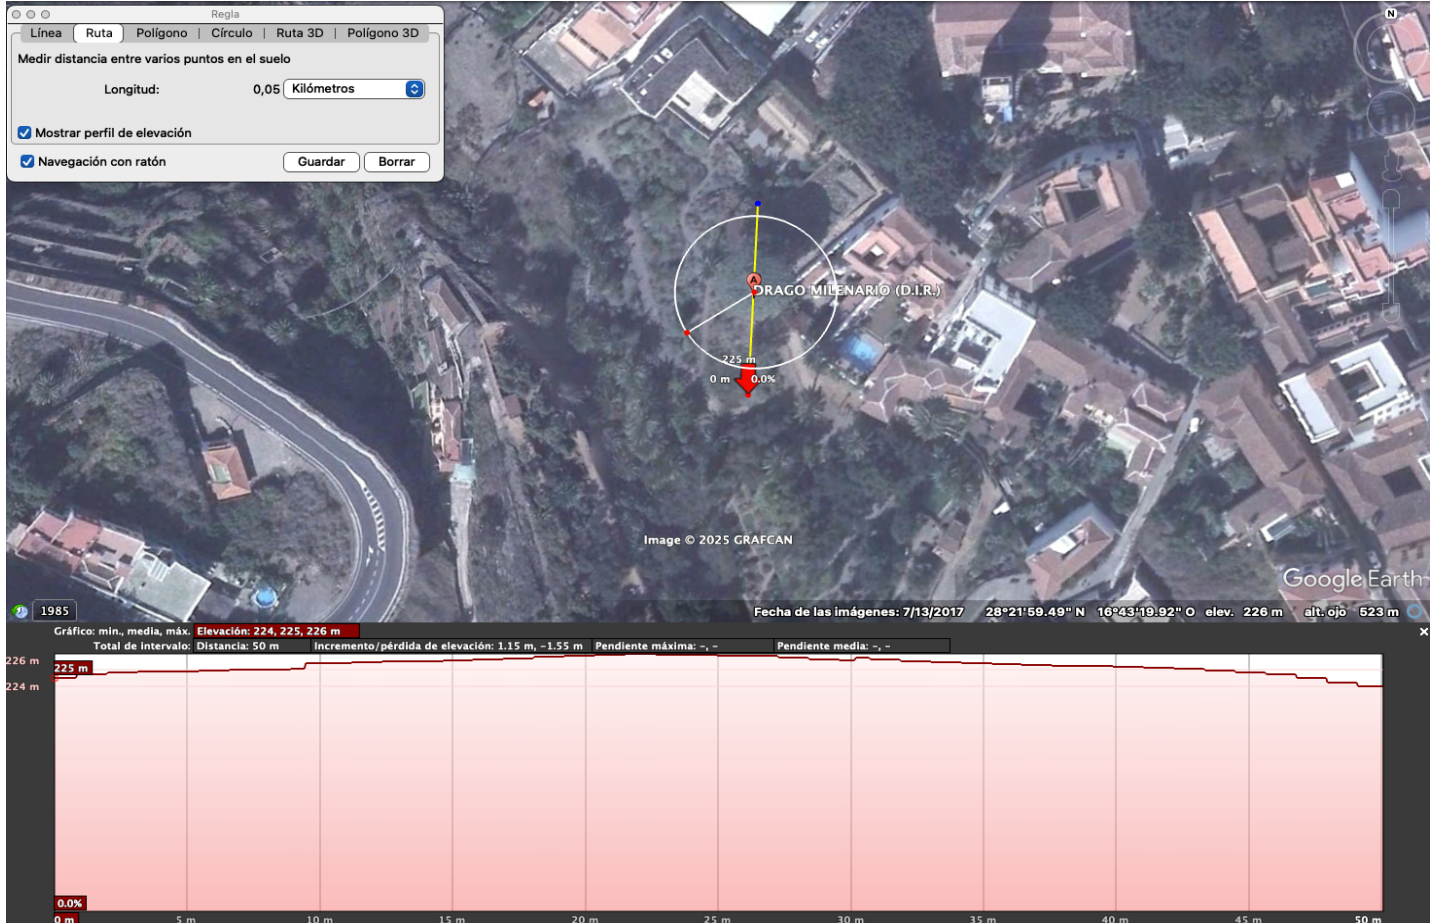 Regla
Línea | Ruta | Polígono | Círculo | Ruta 3D | Polígono 3D
Medir distancia entre varios puntos en el suelo
Longitud: 0,05 Kilómetros
Mostrar perfil de elevación
Navegación con ratón Guardar Borrar
N
A
DRAGO MILENARIO (D.I.R.)
225 m
0 m 0.0%
Image © 2025 GRAFCAN
Google Earth
1985
Fecha de las imágenes: 7/13/2017 28°21'59.49" N 16°43'19.92" O elev. 226 m alt. ojo 523 m
Gráfico: min., media, máx. Elevación: 224, 225, 226 m
Total de intervalo: Distancia: 50 m Incremento/pérdida de elevación: 1.15 m, -1.55 m Pendiente máxima: -, - Pendiente media: -, -
226 m
225 m
224 m
0.0%
0 m 5 m 10 m 15 m 20 m 25 m 30 m 35 m 40 m 45 m 50 m